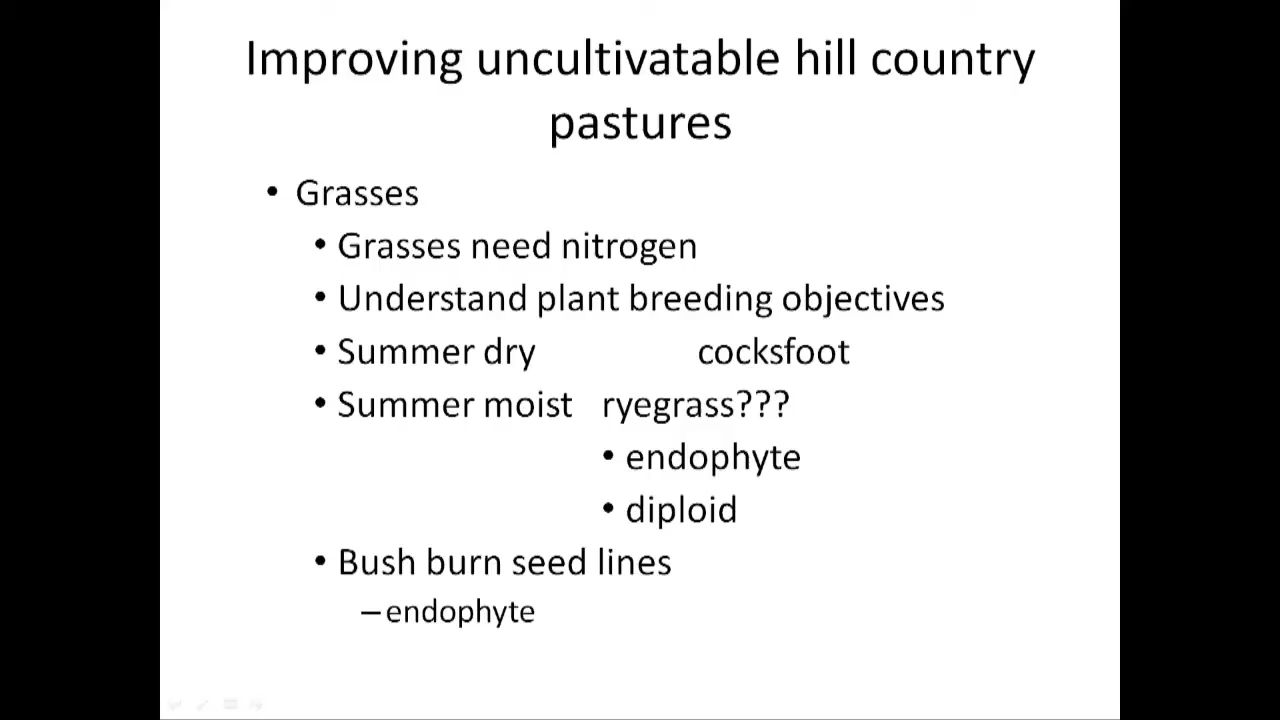 Improving uncultivatable hill country
pastures
• Grasses
• Grasses need nitrogen
• Understand plant breeding objectives
• Summer dry cocksfoot
• Summer moist ryegrass???
• endophyte
• diploid
• Bush burn seed lines
– endophyte